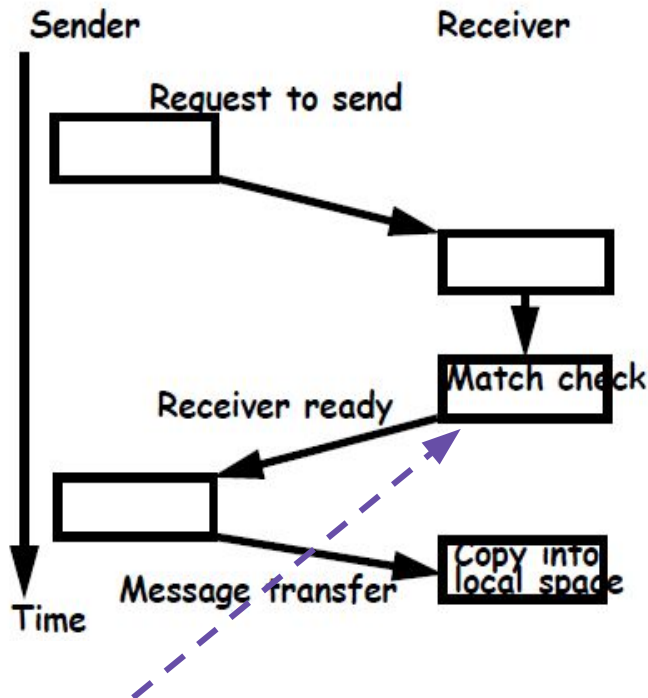 Sender
Receiver
Request to send
Match check
Receiver ready
Copy into
local space
Message transfer
Time